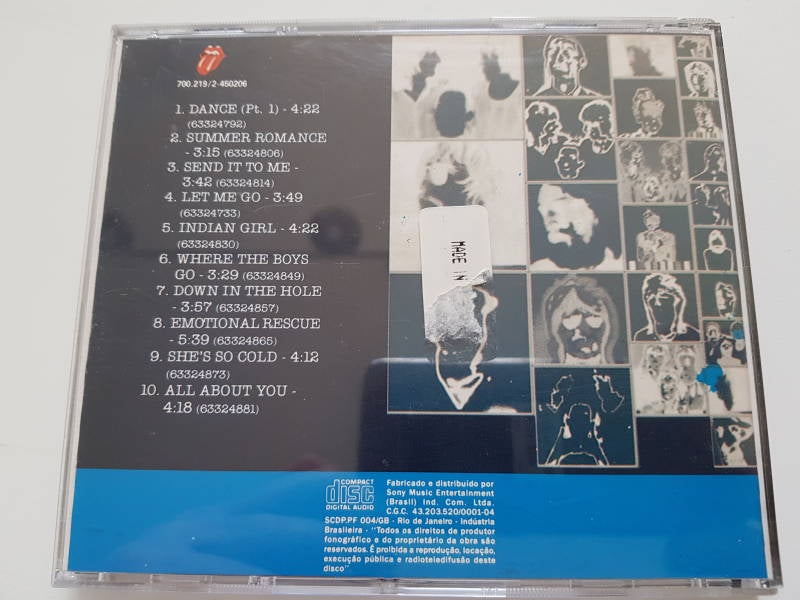 700.219/2-450206
1. DANCE (Pt. 1) - 4:22
(63324792)
2. SUMMER ROMANCE
- 3:15 (63324806)
3. SEND IT TO ME -
3:42 (63324814)
4. LET ME GO - 3:49
(63324733)
5. INDIAN GIRL - 4:22
(63324830)
6. WHERE THE BOYS
GO - 3:29 (63324849)
7. DOWN IN THE HOLE
- 3:57 (63324857)
8. EMOTIONAL RESCUE
- 5:39 (63324865)
9. SHE'S SO COLD - 4:12
(63324873)
10. ALL ABOUT YOU -
4:18 (63324881)
MADE IN
COMPACT
disc
DIGITAL AUDIO
Fabricado e distribuído por
Sony Music Entertainment
(Brasil) Ind. Com. Ltda.
C.G.C. 43.203.520/0001-04
SCDP.PF 004/GB - Rio de Janeiro - Indústria
Brasileira - "Todos os direitos de produtor
fonográfico e do proprietário da obra são
reservados. É proibida a reprodução, locação,
execução pública e radioteledifusão deste
disco"